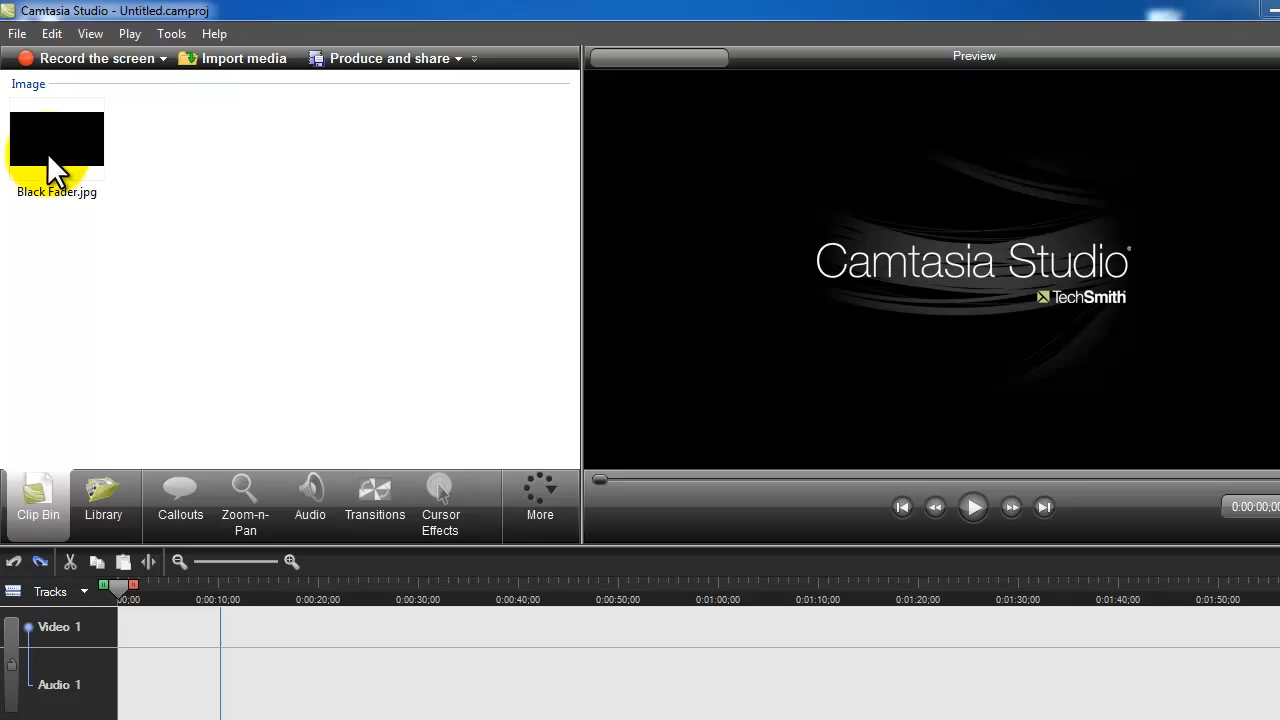 Camtasia Studio - Untitled.camproj
File Edit View Play Tools Help
Record the screen Import media Produce and share
Preview
Image
Black Fader.jpg
Camtasia Studio®
TechSmith
Clip Bin Library Callouts Zoom-n-Pan Audio Transitions Cursor Effects More
0:00:00;00
Tracks 00;00 0:00:10;00 0:00:20;00 0:00:30;00 0:00:40;00 0:00:50;00 0:01:00;00 0:01:10;00 0:01:20;00 0:01:30;00 0:01:40;00 0:01:50;00
Video 1
Audio 1